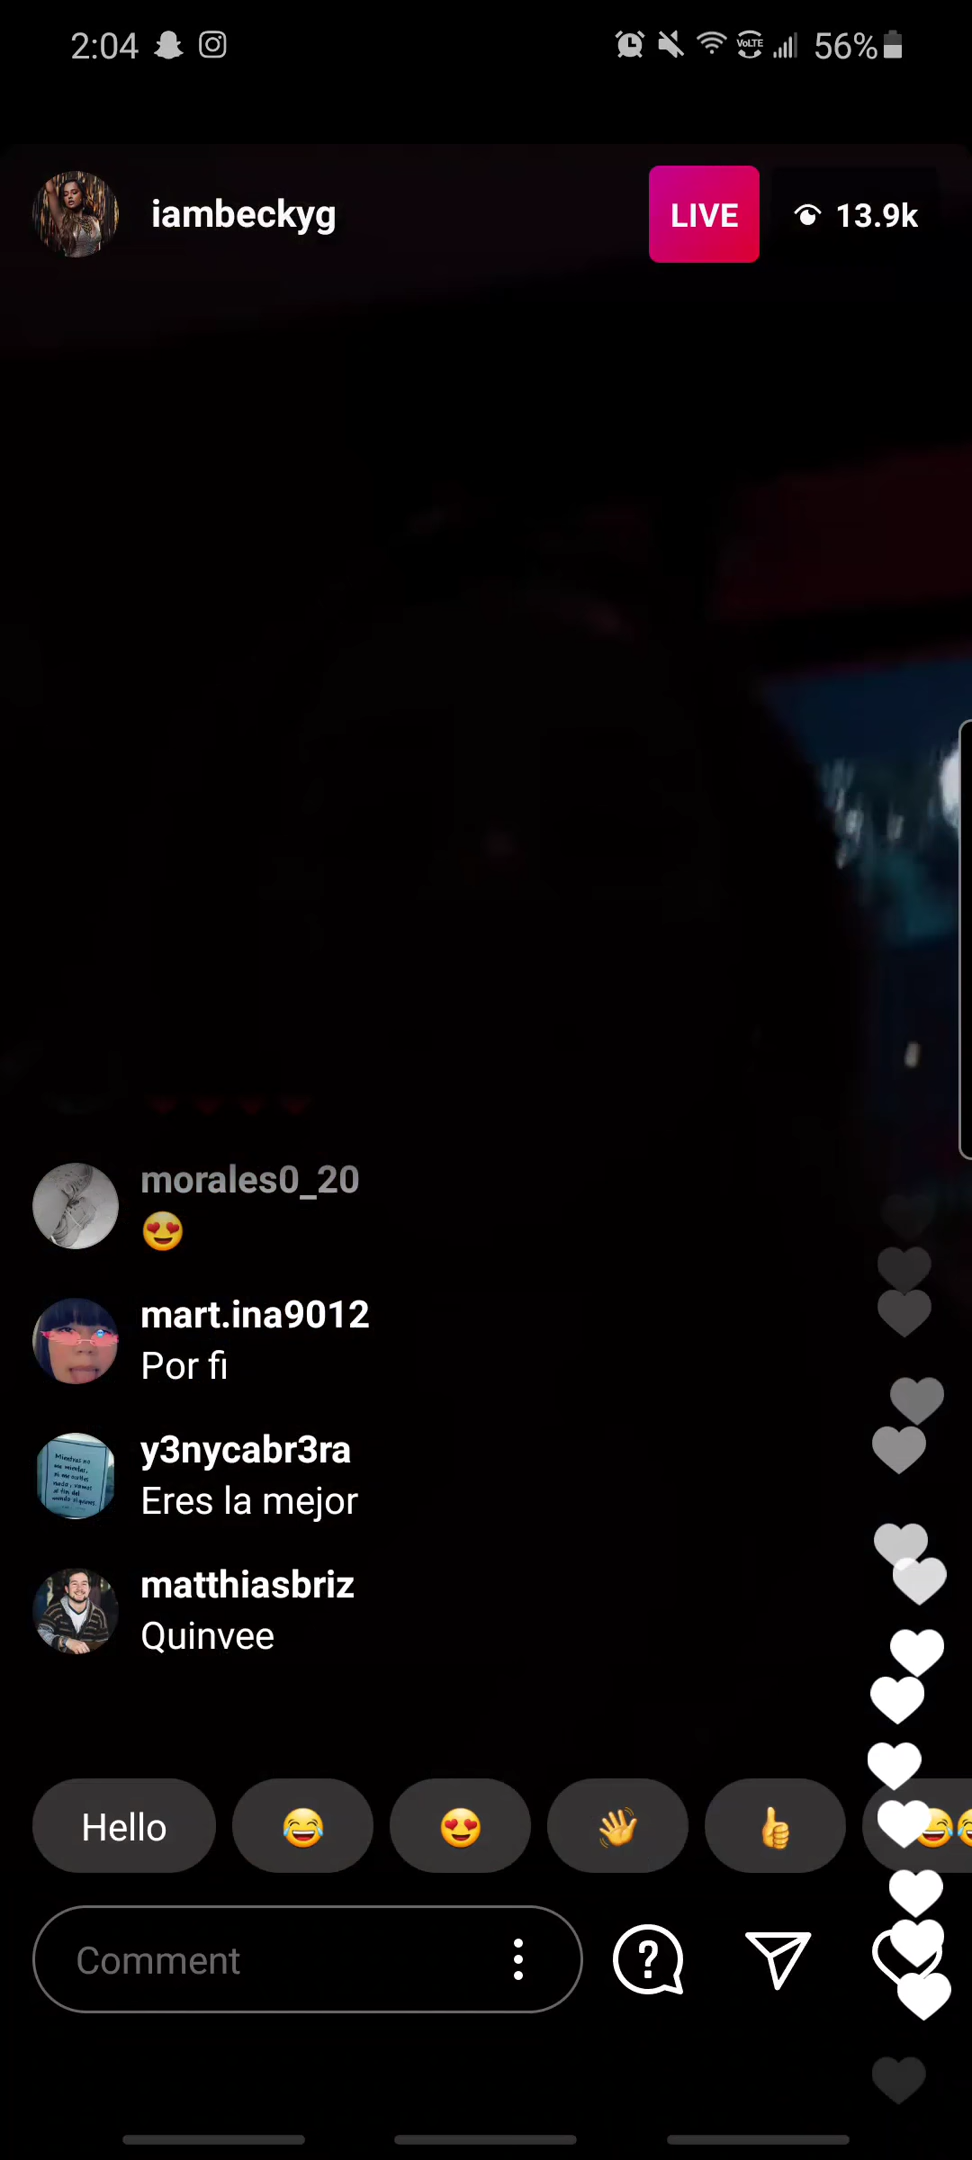 2:04
VoLTE
56%
iambeckyg
LIVE
13.9k
morales0_20
😍
mart.ina9012
Por fi
y3nycabr3ra
Eres la mejor
matthiasbriz
Quinvee
Hello
Comment
?